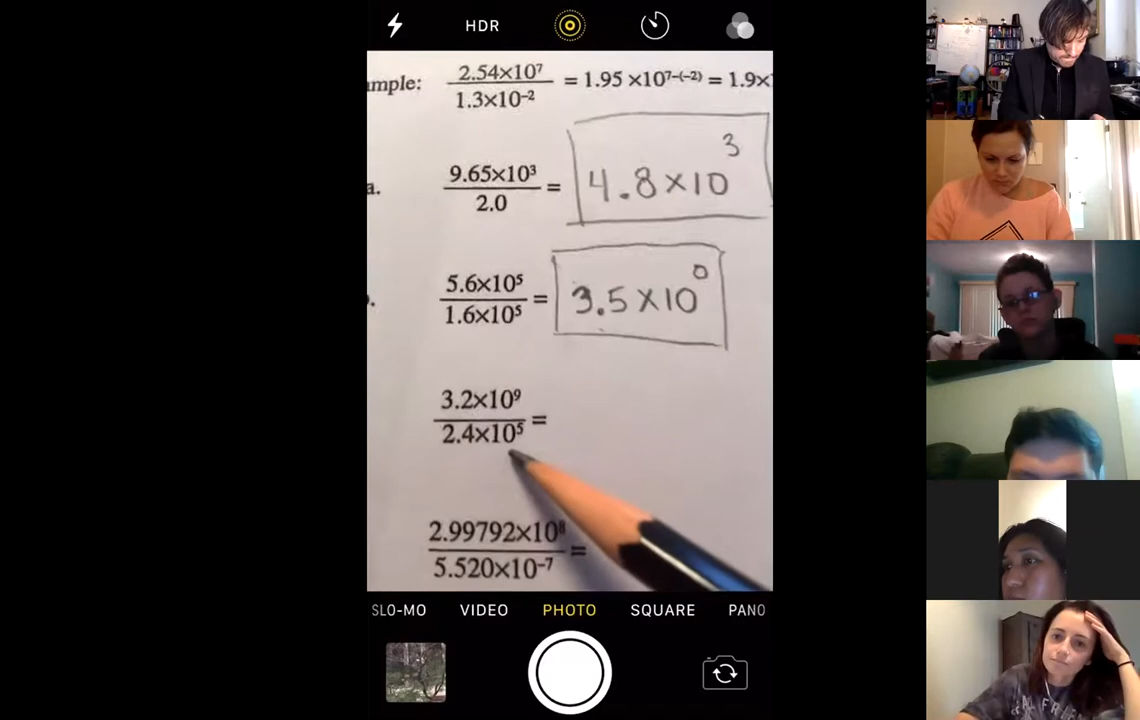 HDR
mple: 2.54×10⁷ / 1.3×10⁻² = 1.95 ×10⁷⁻⁽⁻²⁾ = 1.9×
a. 9.65×10³ / 2.0 = 4.8×10³
5.6×10⁵ / 1.6×10⁵ = 3.5×10⁰
3.2×10⁹ / 2.4×10⁵ =
2.99792×10⁸ / 5.520×10⁻⁷ =
SLO-MO VIDEO PHOTO SQUARE PANO